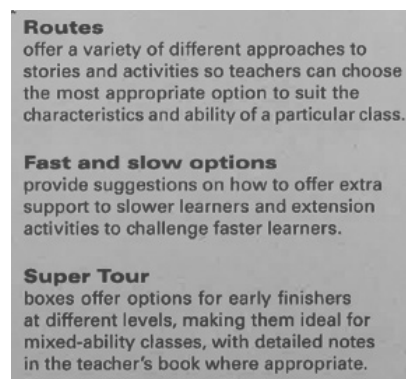 Routes
offer a variety of different approaches to
stories and activities so teachers can choose
the most appropriate option to suit the
characteristics and ability of a particular class.
Fast and slow options
provide suggestions on how to offer extra
support to slower learners and extension
activities to challenge faster learners.
Super Tour
boxes offer options for early finishers
at different levels, making them ideal for
mixed-ability classes, with detailed notes
in the teacher's book where appropriate.